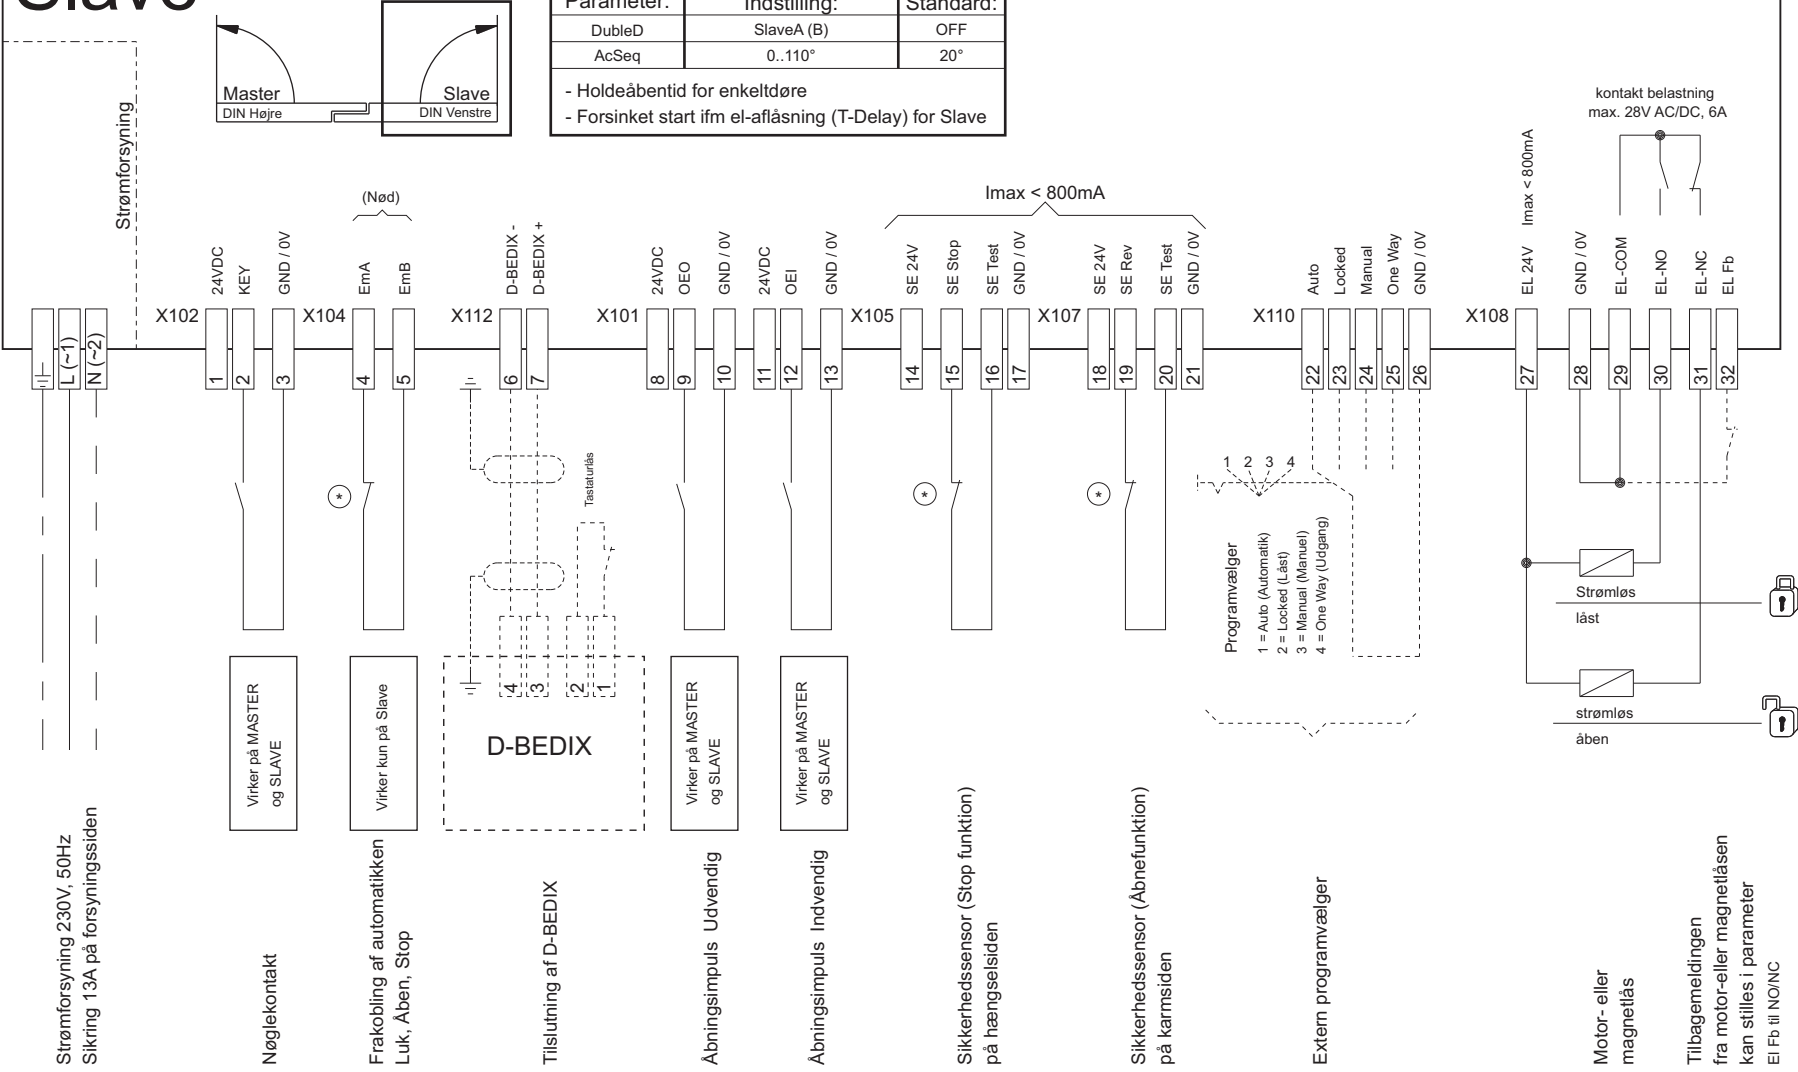 Slave
Parameter:
Indstilling:
Standard:
DubleD
SlaveA (B)
OFF
AcSeq
0..110°
20°
- Holdeåbentid for enkeltdøre
- Forsinket start ifm el-aflåsning (T-Delay) for Slave
Master
Slave
DIN Højre
DIN Venstre
Strømforsyning
kontakt belastning
max. 28V AC/DC, 6A
(Nød)
Imax < 800mA
Imax < 800mA
24VDC
KEY
GND / 0V
EmA
EmB
D-BEDIX -
D-BEDIX +
24VDC
OEO
GND / 0V
24VDC
OEI
GND / 0V
SE 24V
SE Stop
SE Test
GND / 0V
SE 24V
SE Rev
SE Test
GND / 0V
Auto
Locked
Manual
One Way
GND / 0V
EL 24V
GND / 0V
EL-COM
EL-NO
EL-NC
EL Fb
X102
X104
X112
X101
X105
X107
X110
X108
L (~1)
N (~2)
1
2
3
4
5
6
7
8
9
10
11
12
13
14
15
16
17
18
19
20
21
22
23
24
25
26
27
28
29
30
31
32
*
*
*
Tastaturlås
1
2
3
4
Programvælger
1 = Auto (Automatik)
2 = Locked (Låst)
3 = Manual (Manuel)
4 = One Way (Udgang)
Strømløs
låst
strømløs
åben
4
3
2
1
D-BEDIX
Virker på MASTER
og SLAVE
Virker kun på Slave
Virker på MASTER
og SLAVE
Virker på MASTER
og SLAVE
Strømforsyning 230V, 50Hz
Sikring 13A på forsyningssiden
Nøglekontakt
Frakobling af automatikken
Luk, Åben, Stop
Tilslutning af D-BEDIX
Åbningsimpuls Udvendig
Åbningsimpuls Indvendig
Sikkerhedssensor (Stop funktion)
på hængselsiden
Sikkerhedssensor (Åbnefunktion)
på karmsiden
Extern programvælger
Motor- eller
magnetlås
Tilbagemeldingen
fra motor-eller magnetlåsen
kan stilles i parameter
El Fb til NO/NC